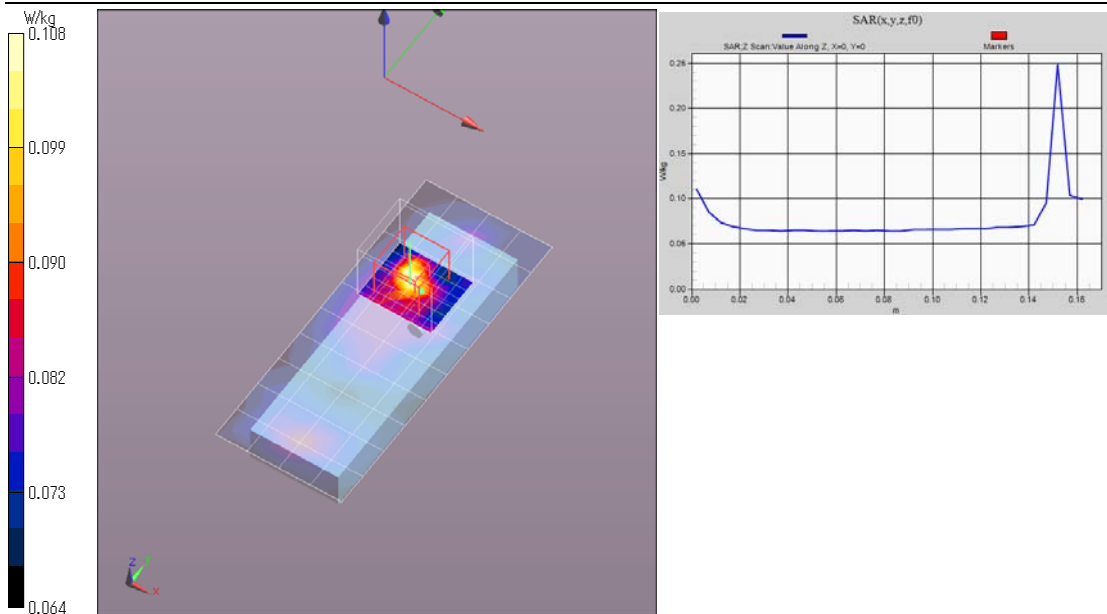 W/kg
0.108
0.099
0.090
0.082
0.073
0.064
z
Y
x
SAR(x,y,z,f0)
SAR;Z Scan:Value Along Z, X=0, Y=0
Markers
W/kg
0.26
0.20
0.15
0.10
0.06
0.00
0.00 0.02 0.04 0.06 0.08 0.10 0.12 0.14 0.16
m